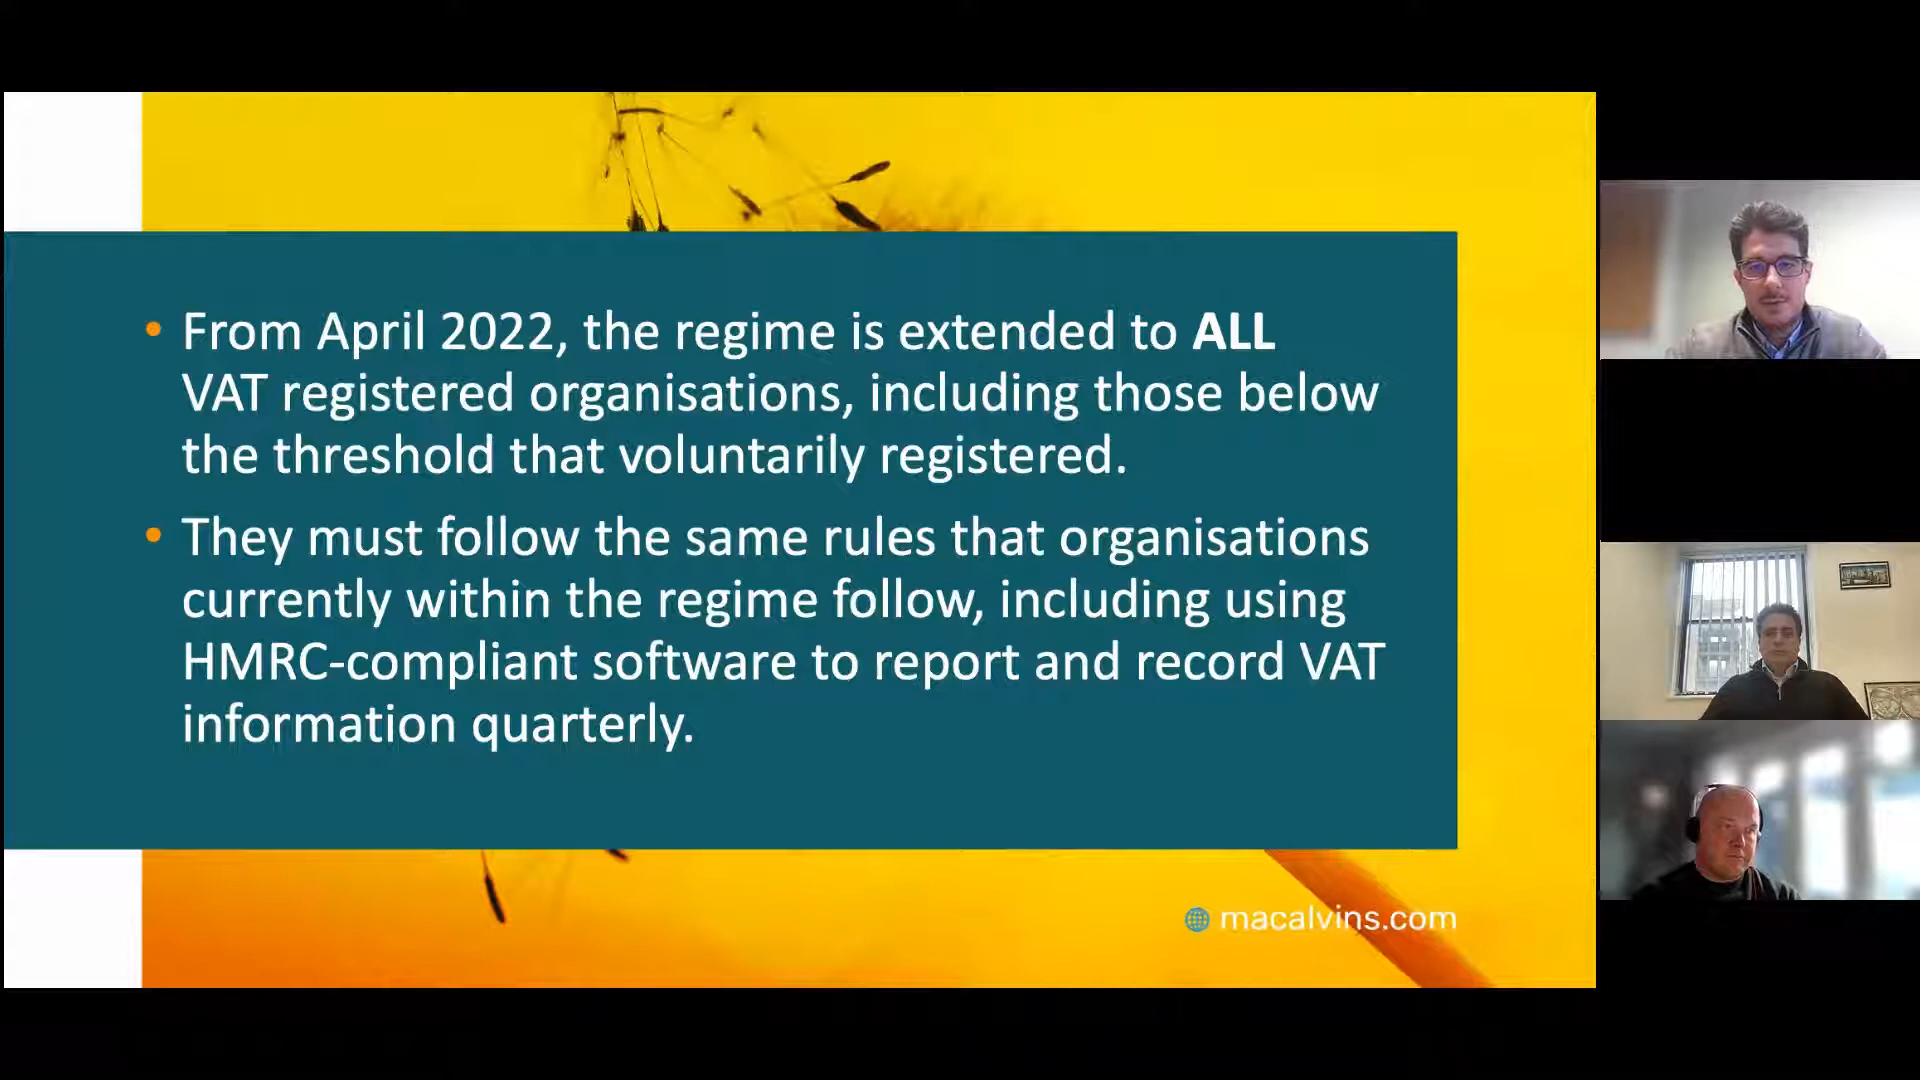 From April 2022, the regime is extended to ALL
VAT registered organisations, including those below
the threshold that voluntarily registered.
They must follow the same rules that organisations
currently within the regime follow, including using
HMRC-compliant software to report and record VAT
information quarterly.
macalvins.com